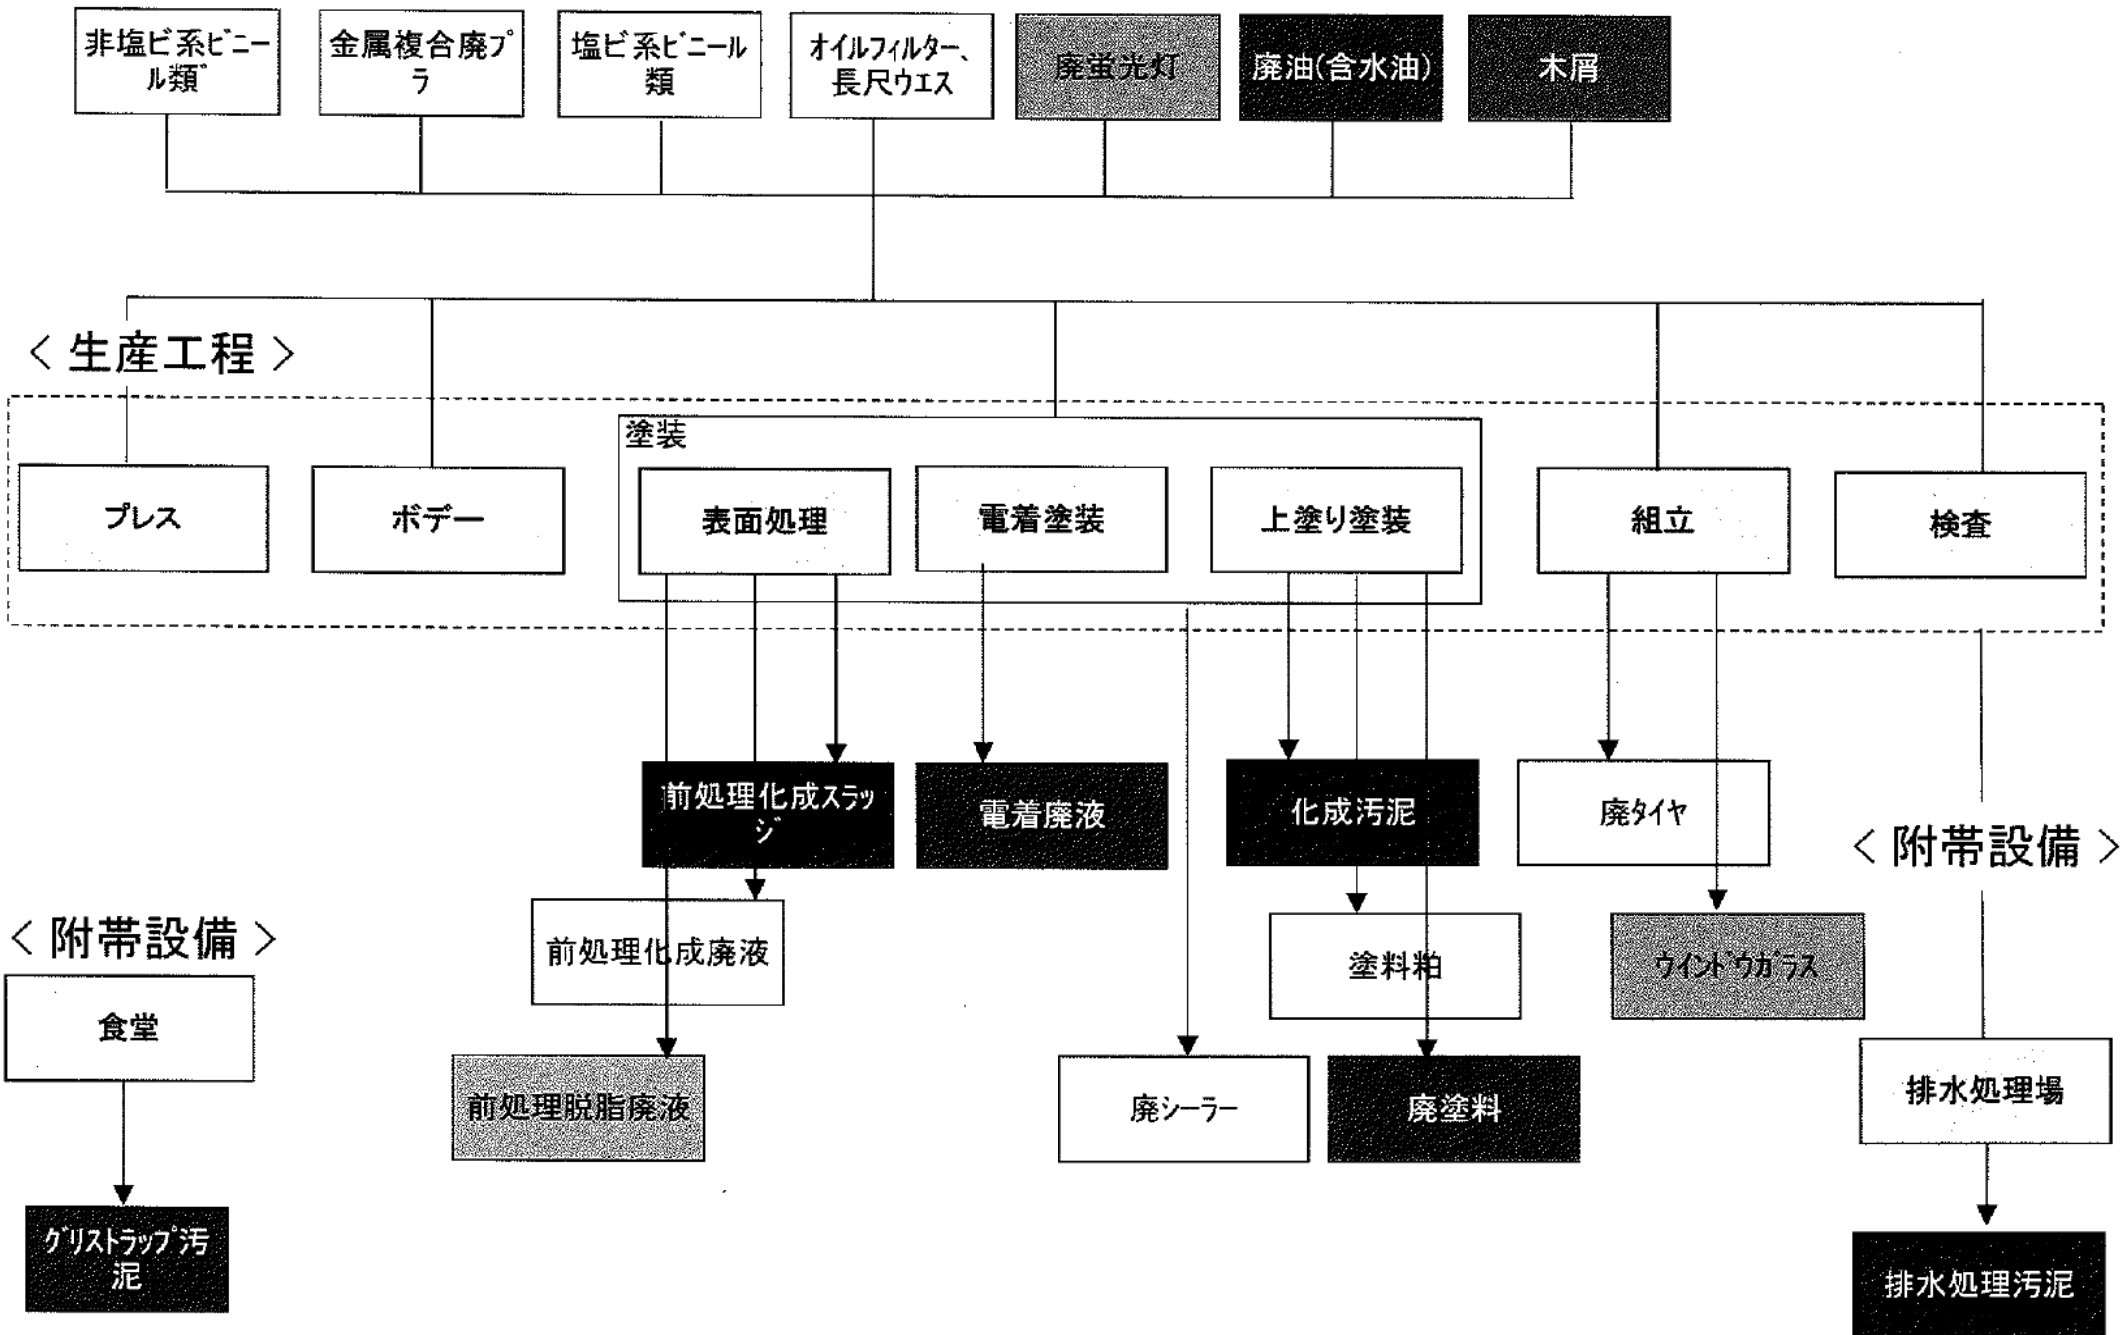 非塩ビ系ビニー
ル類
金属複合廃プ
ラ
塩ビ系ビニール
類
オイルフィルター、
長尺ウエス
廃蛍光灯
廃油(含水油)
木屑
＜生産工程＞
塗装
プレス
ボデー
表面処理
電着塗装
上塗り塗装
組立
検査
前処理化成スラッ
ジ
電着廃液
化成汚泥
廃タイヤ
＜附帯設備＞
＜附帯設備＞
前処理化成廃液
塗料粕
ウインドウガラス
食堂
前処理脱脂廃液
廃シーラー
廃塗料
排水処理場
グリストラップ汚
泥
排水処理汚泥